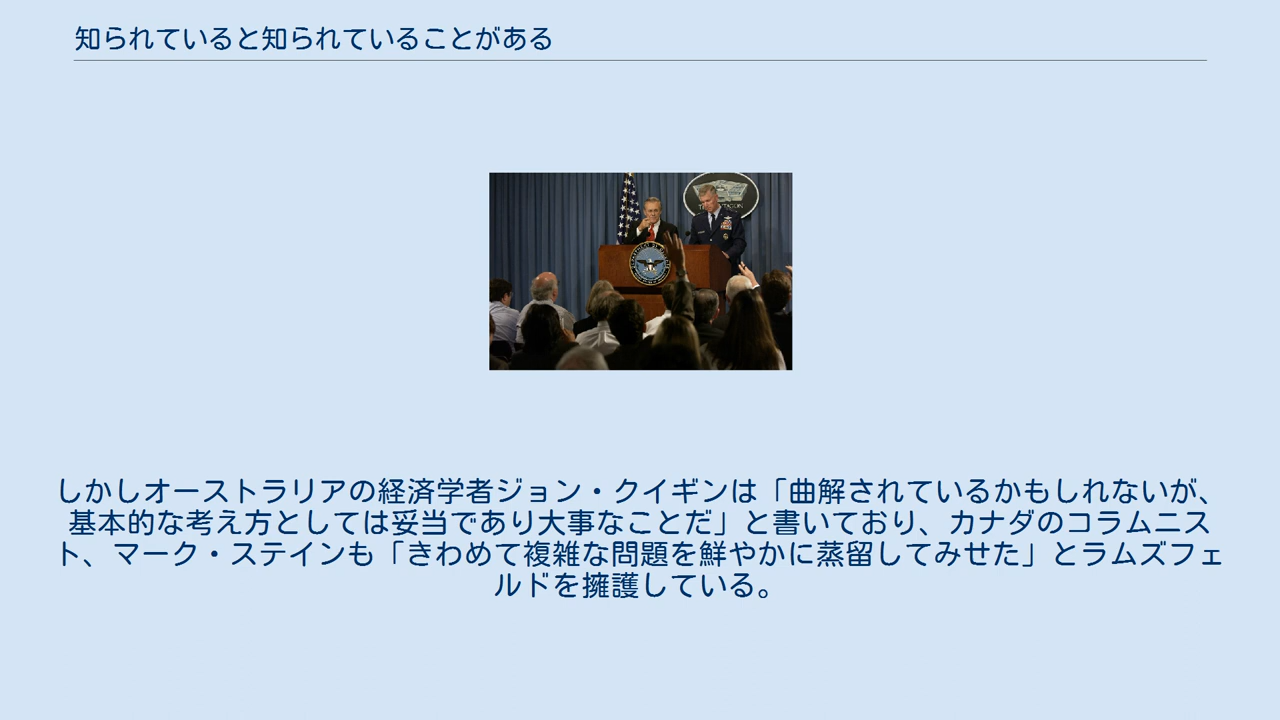 知られていると知られていることがある
しかしオーストラリアの経済学者ジョン・クイギンは「曲解されているかもしれないが、
基本的な考え方としては妥当であり大事なことだ」と書いており、カナダのコラムニス
ト、マーク・ステインも「きわめて複雑な問題を鮮やかに蒸留してみせた」とラムズフェ
ルドを擁護している。